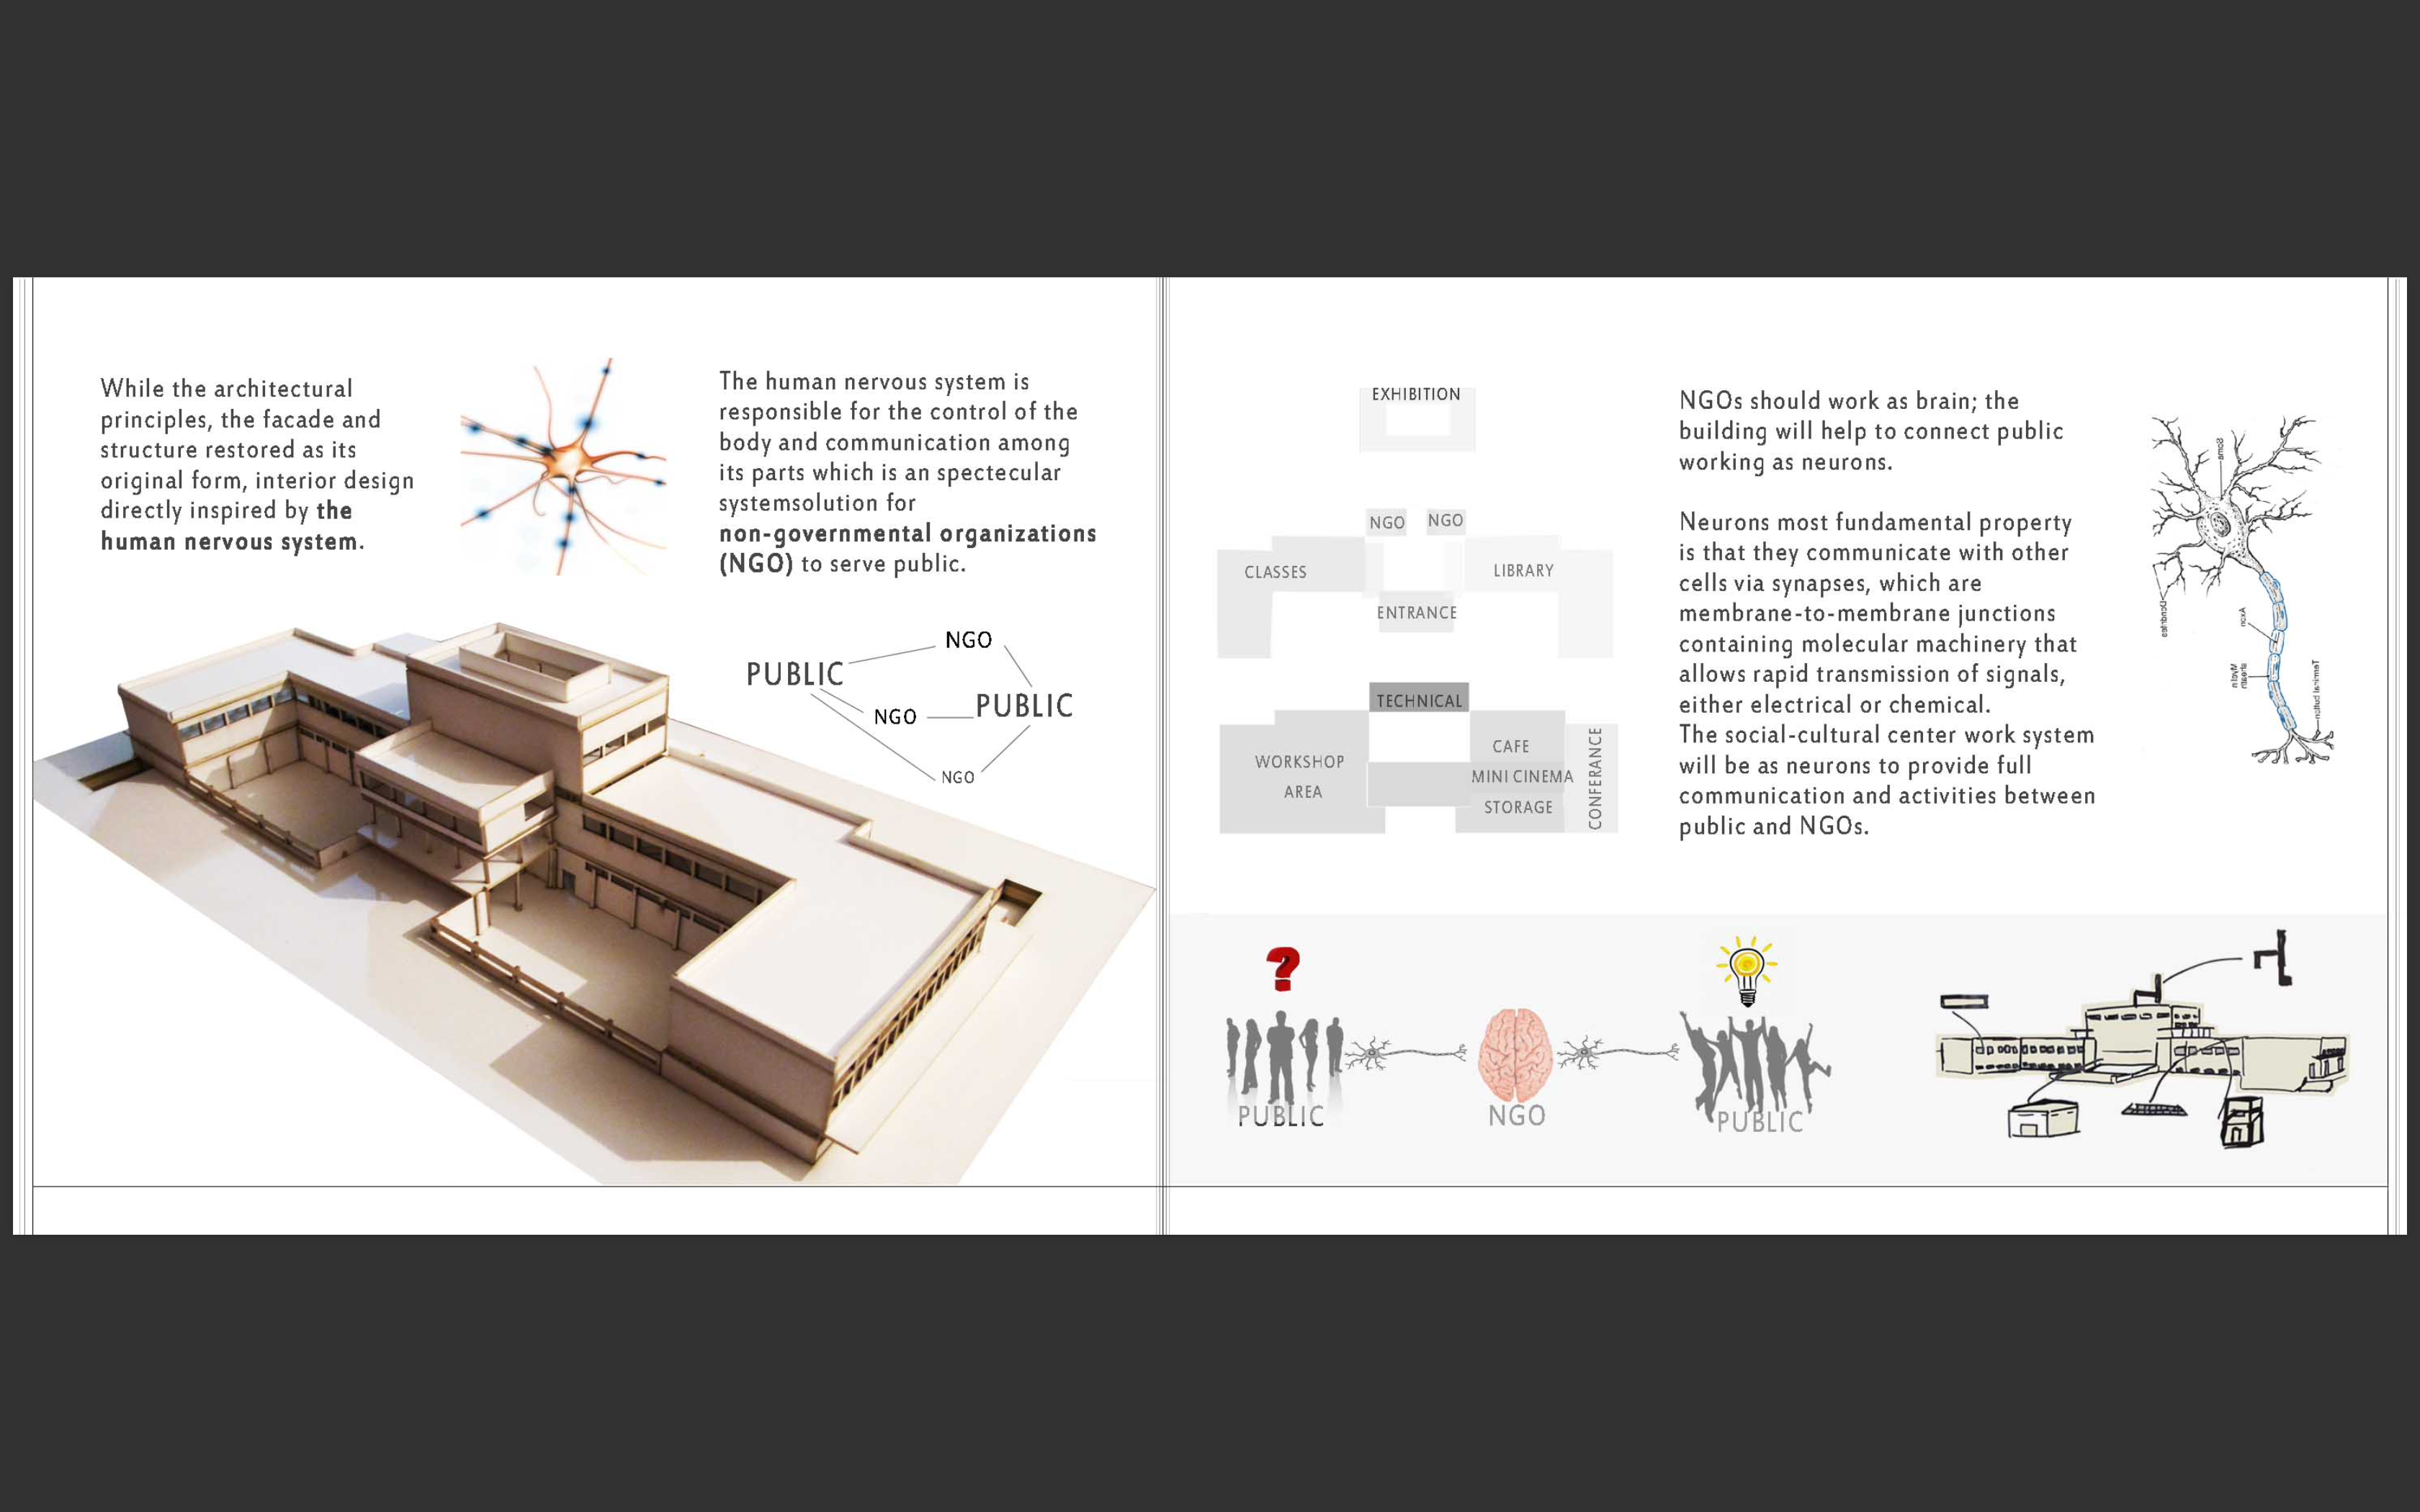 While the architectural
principles, the facade and
structure restored as its
original form, interior design
directly inspired by the
human nervous system.
The human nervous system is
responsible for the control of the
body and communication among
its parts which is an spectecular
systemsolution for
non-governmental organizations
(NGO) to serve public.
NGO
PUBLIC
PUBLIC
NGO
NGO
EXHIBITION
NGO NGO
CLASSES
LIBRARY
ENTRANCE
TECHNICAL
WORKSHOP
AREA
CAFE
MINI CINEMA
STORAGE
CONFERANCE
NGOs should work as brain; the
building will help to connect public
working as neurons.
Neurons most fundamental property
is that they communicate with other
cells via synapses, which are
membrane-to-membrane junctions
containing molecular machinery that
allows rapid transmission of signals,
either electrical or chemical.
The social-cultural center work system
will be as neurons to provide full
communication and activities between
public and NGOs.
Soma
Dendrites
Axon
Myelin
sheath
Terminal button
?
PUBLIC
NGO
PUBLIC